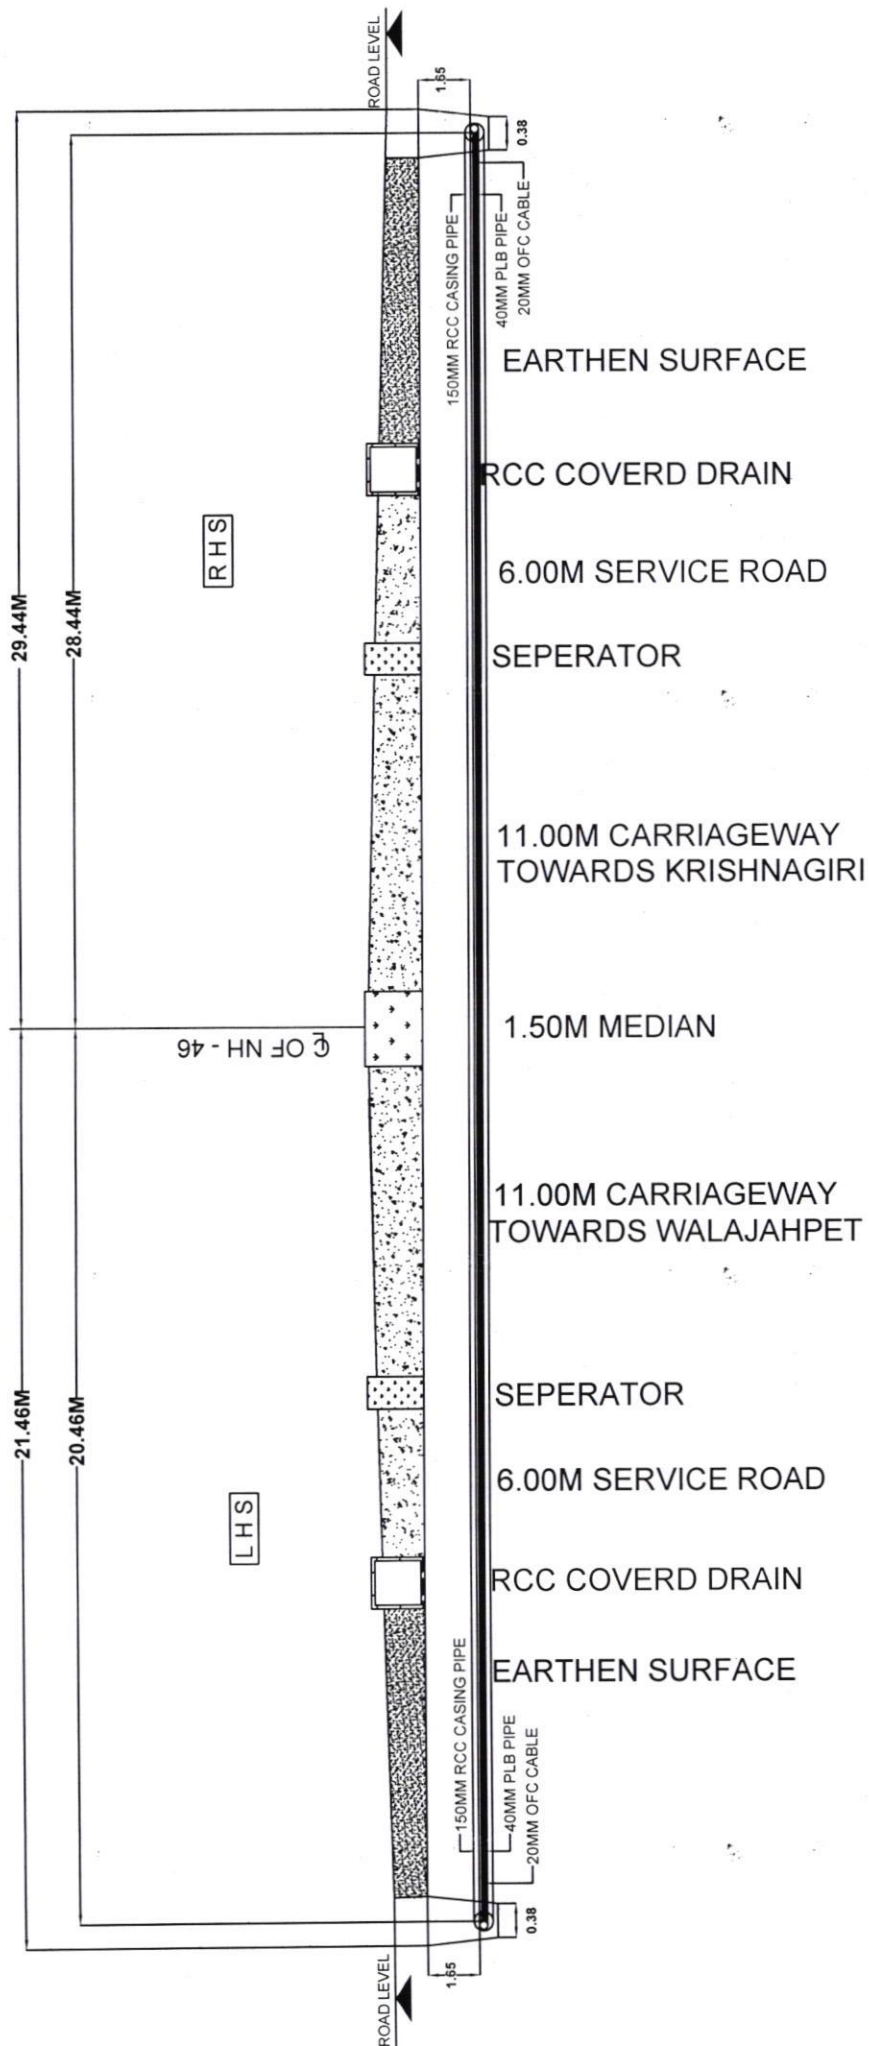 ROAD LEVEL
1.65
0.38
150MM RCC CASING PIPE
40MM PLB PIPE
20MM OFC CABLE
29.44M
28.44M
RHS
EARTHEN SURFACE
RCC COVERD DRAIN
6.00M SERVICE ROAD
SEPERATOR
11.00M CARRIAGEWAY
TOWARDS KRISHNAGIRI
℄ OF NH - 46
1.50M MEDIAN
11.00M CARRIAGEWAY
TOWARDS WALAJAHPET
21.46M
20.46M
LHS
SEPERATOR
6.00M SERVICE ROAD
RCC COVERD DRAIN
EARTHEN SURFACE
150MM RCC CASING PIPE
40MM PLB PIPE
20MM OFC CABLE
0.38
1.65
ROAD LEVEL